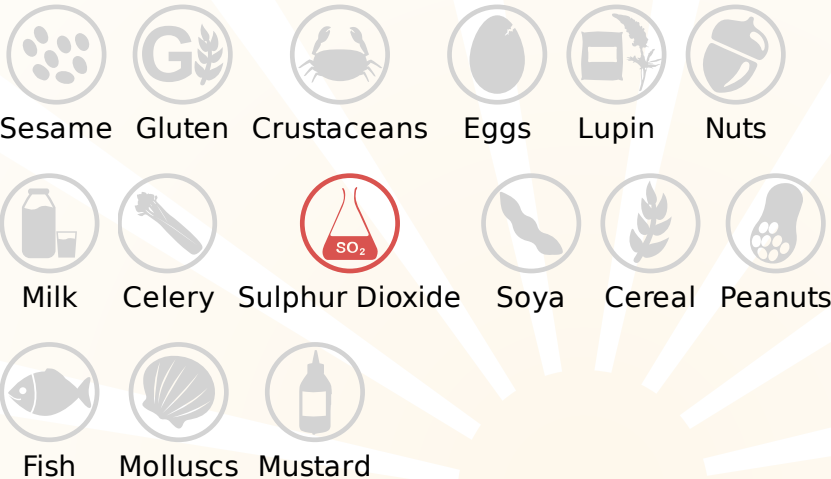 G
Sesame Gluten Crustaceans Eggs Lupin Nuts
SO₂
Milk Celery Sulphur Dioxide Soya Cereal Peanuts
Fish Molluscs Mustard